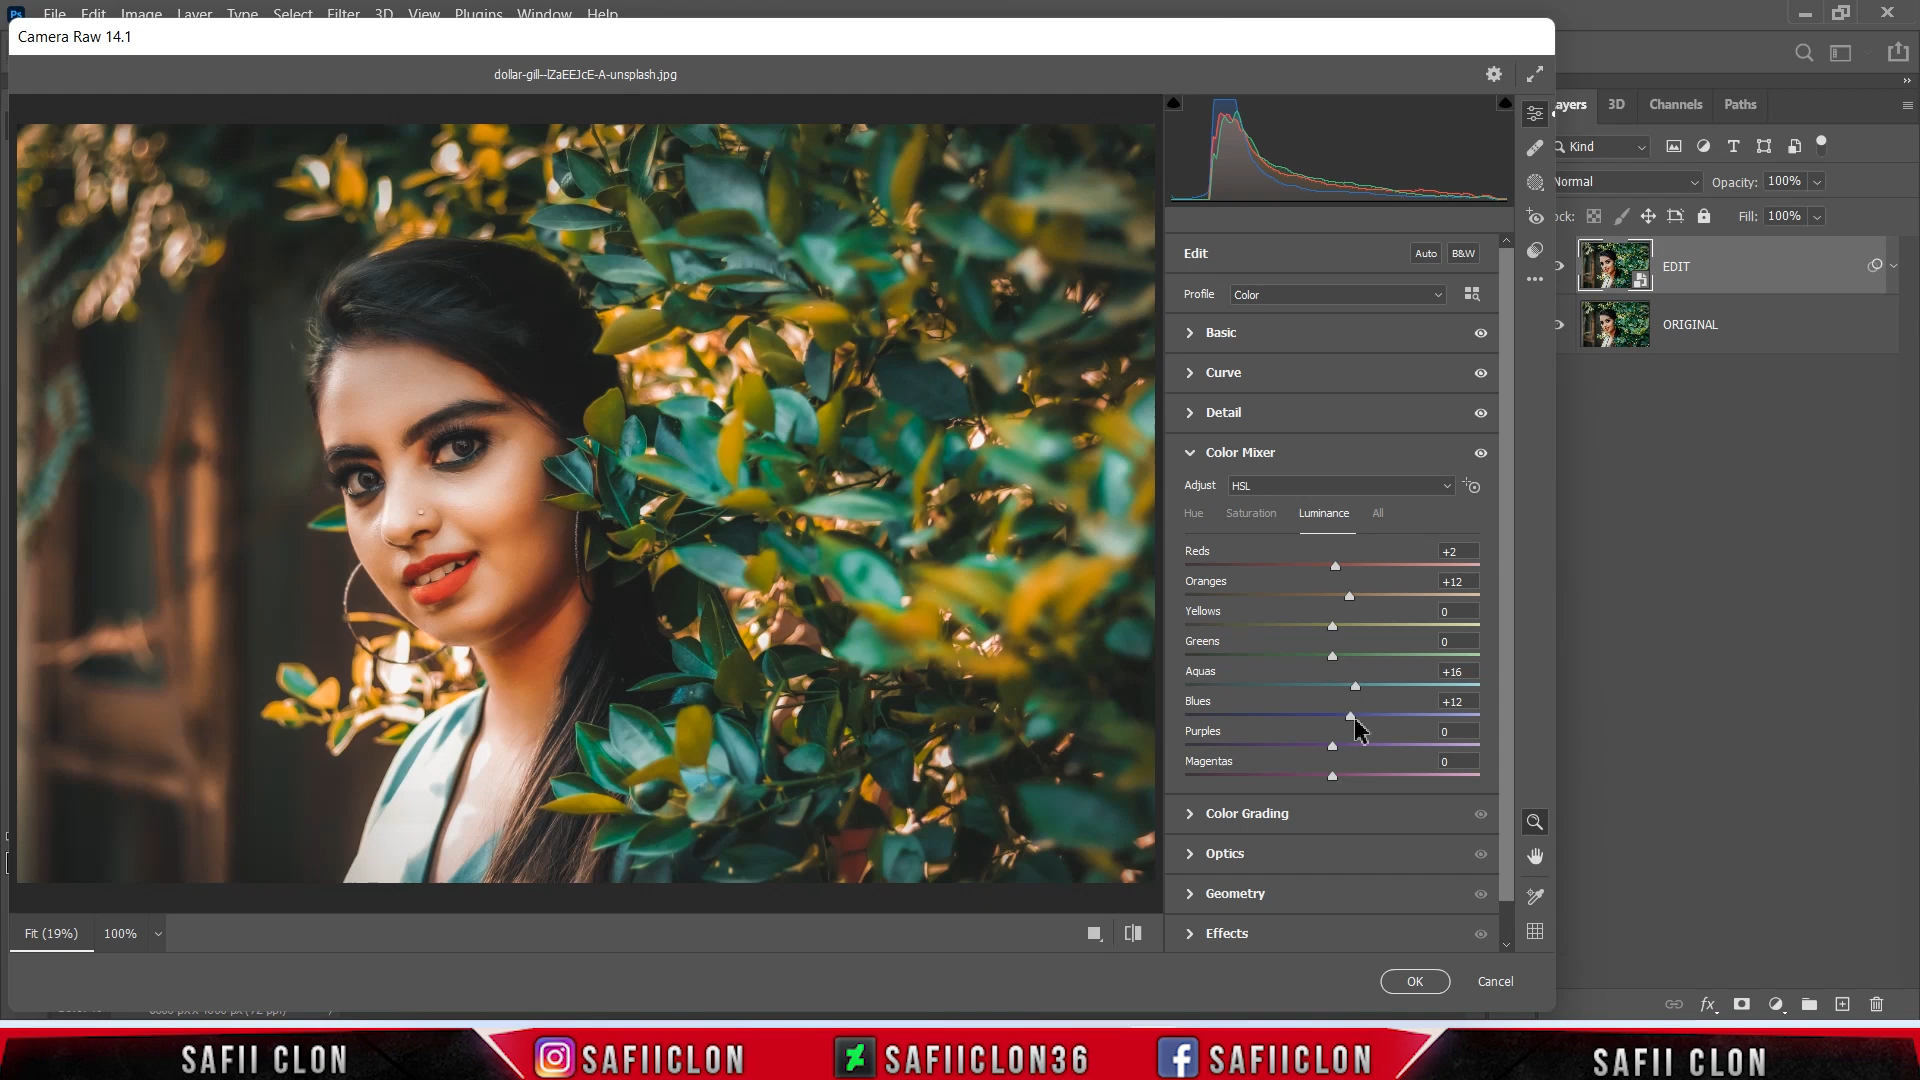 Ps File Edit Image Layer Type Select Filter 3D View Plugins Window Help
Camera Raw 14.1
dollar-gill--lZaEEJcE-A-unsplash.jpg
ayers 3D Channels Paths
Kind
Normal Opacity: 100%
ock: Fill: 100%
EDIT
ORIGINAL
Edit Auto B&W
Profile Color
Basic
Curve
Detail
Color Mixer
Adjust HSL
Hue Saturation Luminance All
Reds +2
Oranges +12
Yellows 0
Greens 0
Aquas +16
Blues +12
Purples 0
Magentas 0
Color Grading
Optics
Geometry
Effects
Fit (19%) 100%
OK Cancel
fx
SAFII CLON SAFIICLON SAFIICLON36 SAFIICLON SAFII CLON